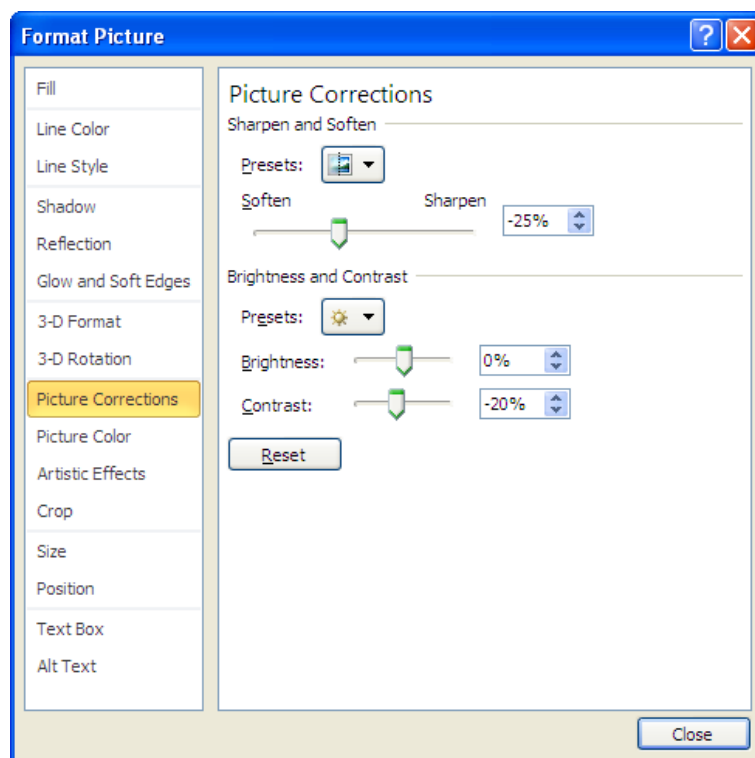 Format Picture
Fill
Line Color
Line Style
Shadow
Reflection
Glow and Soft Edges
3-D Format
3-D Rotation
Picture Corrections
Picture Color
Artistic Effects
Crop
Size
Position
Text Box
Alt Text
Picture Corrections
Sharpen and Soften
Presets:
Soften Sharpen
-25%
Brightness and Contrast
Presets:
Brightness: 0%
Contrast: -20%
Reset
Close